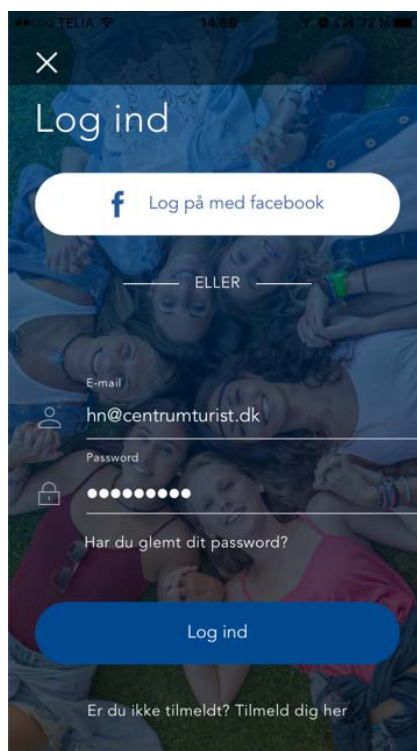 TELIA 14.59 72 %
Log ind
f Log på med facebook
ELLER
E-mail
hn@centrumturist.dk
Password
●●●●●●●●●
Har du glemt dit password?
Log ind
Er du ikke tilmeldt? Tilmeld dig her